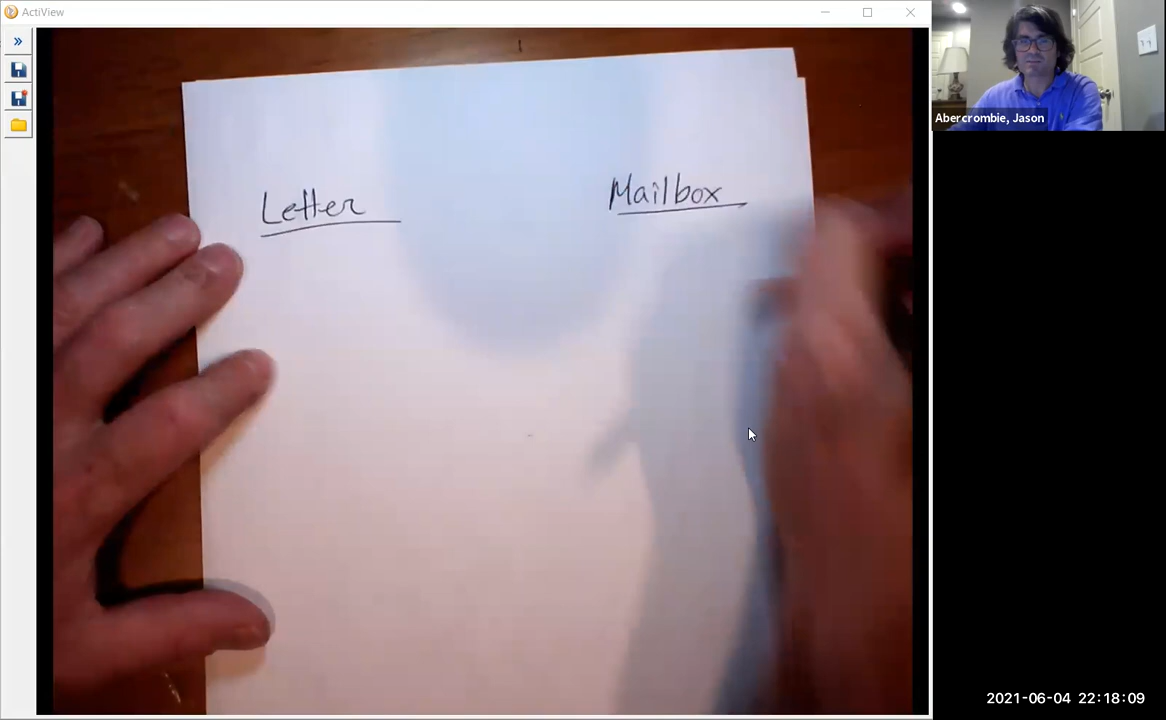 ActiView
»
Letter
Mailbox
Abercrombie, Jason
2021-06-04 22:18:09